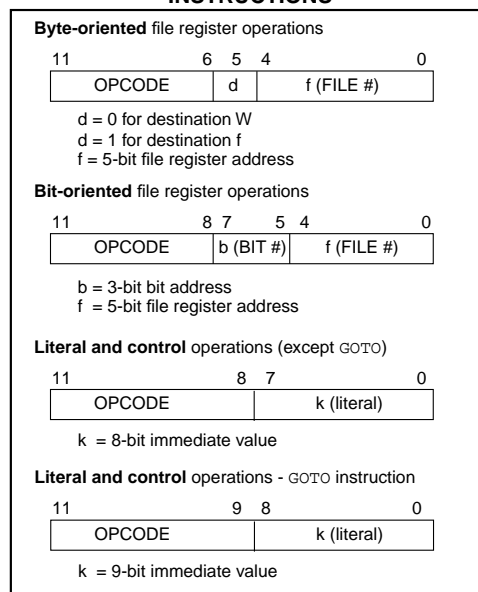 INSTRUCTIONS
Byte-oriented file register operations
11 6 5 4 0
OPCODE d f (FILE #)
d = 0 for destination W
d = 1 for destination f
f = 5-bit file register address
Bit-oriented file register operations
11 8 7 5 4 0
OPCODE b (BIT #) f (FILE #)
b = 3-bit bit address
f = 5-bit file register address
Literal and control operations (except GOTO)
11 8 7 0
OPCODE k (literal)
k = 8-bit immediate value
Literal and control operations - GOTO instruction
11 9 8 0
OPCODE k (literal)
k = 9-bit immediate value